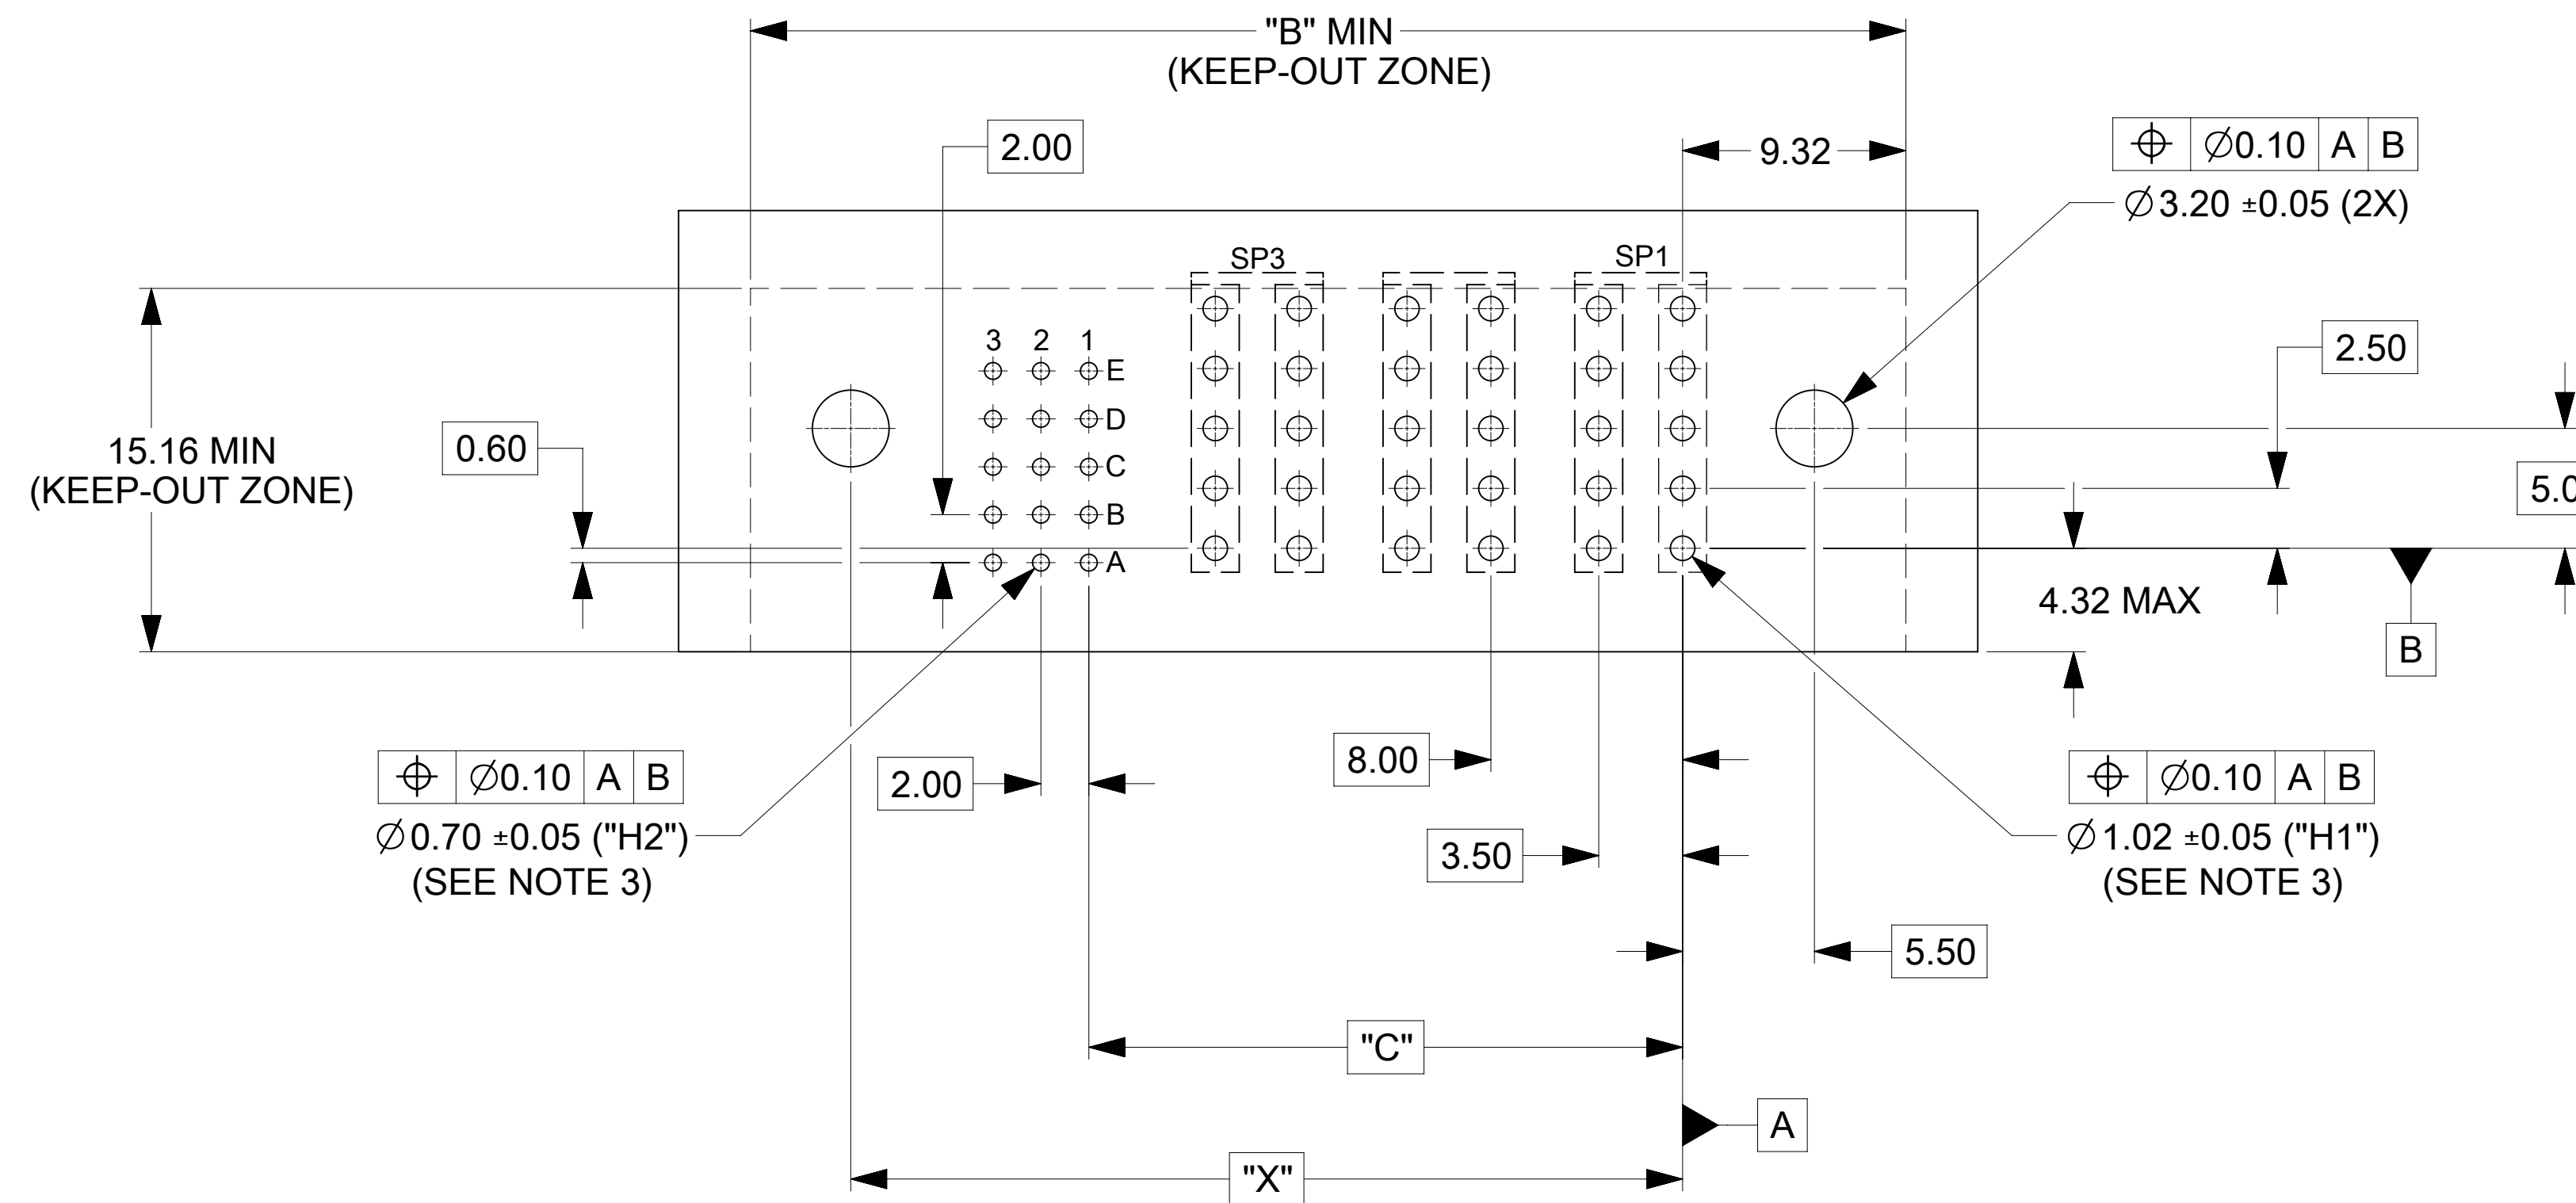 "B" MIN
(KEEP-OUT ZONE)
2.00
9.32
⌖ ∅0.10 A B
∅3.20 ±0.05 (2X)
SP3
SP1
3 2 1
E
D
C
B
A
2.50
15.16 MIN
(KEEP-OUT ZONE)
0.60
5.0
4.32 MAX
B
⌖ ∅0.10 A B
∅0.70 ±0.05 ("H2")
(SEE NOTE 3)
2.00
8.00
3.50
⌖ ∅0.10 A B
∅1.02 ±0.05 ("H1")
(SEE NOTE 3)
5.50
"C"
A
"X"